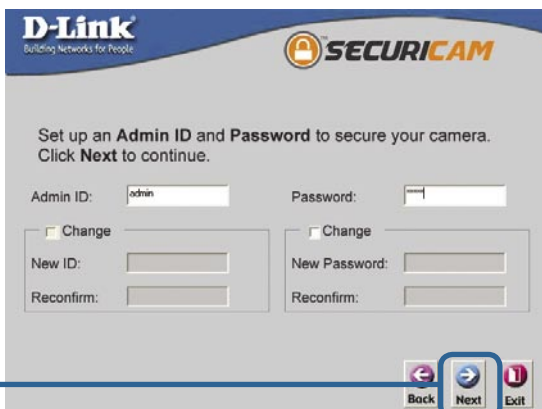 D-Link
Building Networks for People
SECURICAM
Set up an Admin ID and Password to secure your camera.
Click Next to continue.
Admin ID: admin Password:
Change Change
New ID: New Password:
Reconfirm: Reconfirm:
Back Next Exit